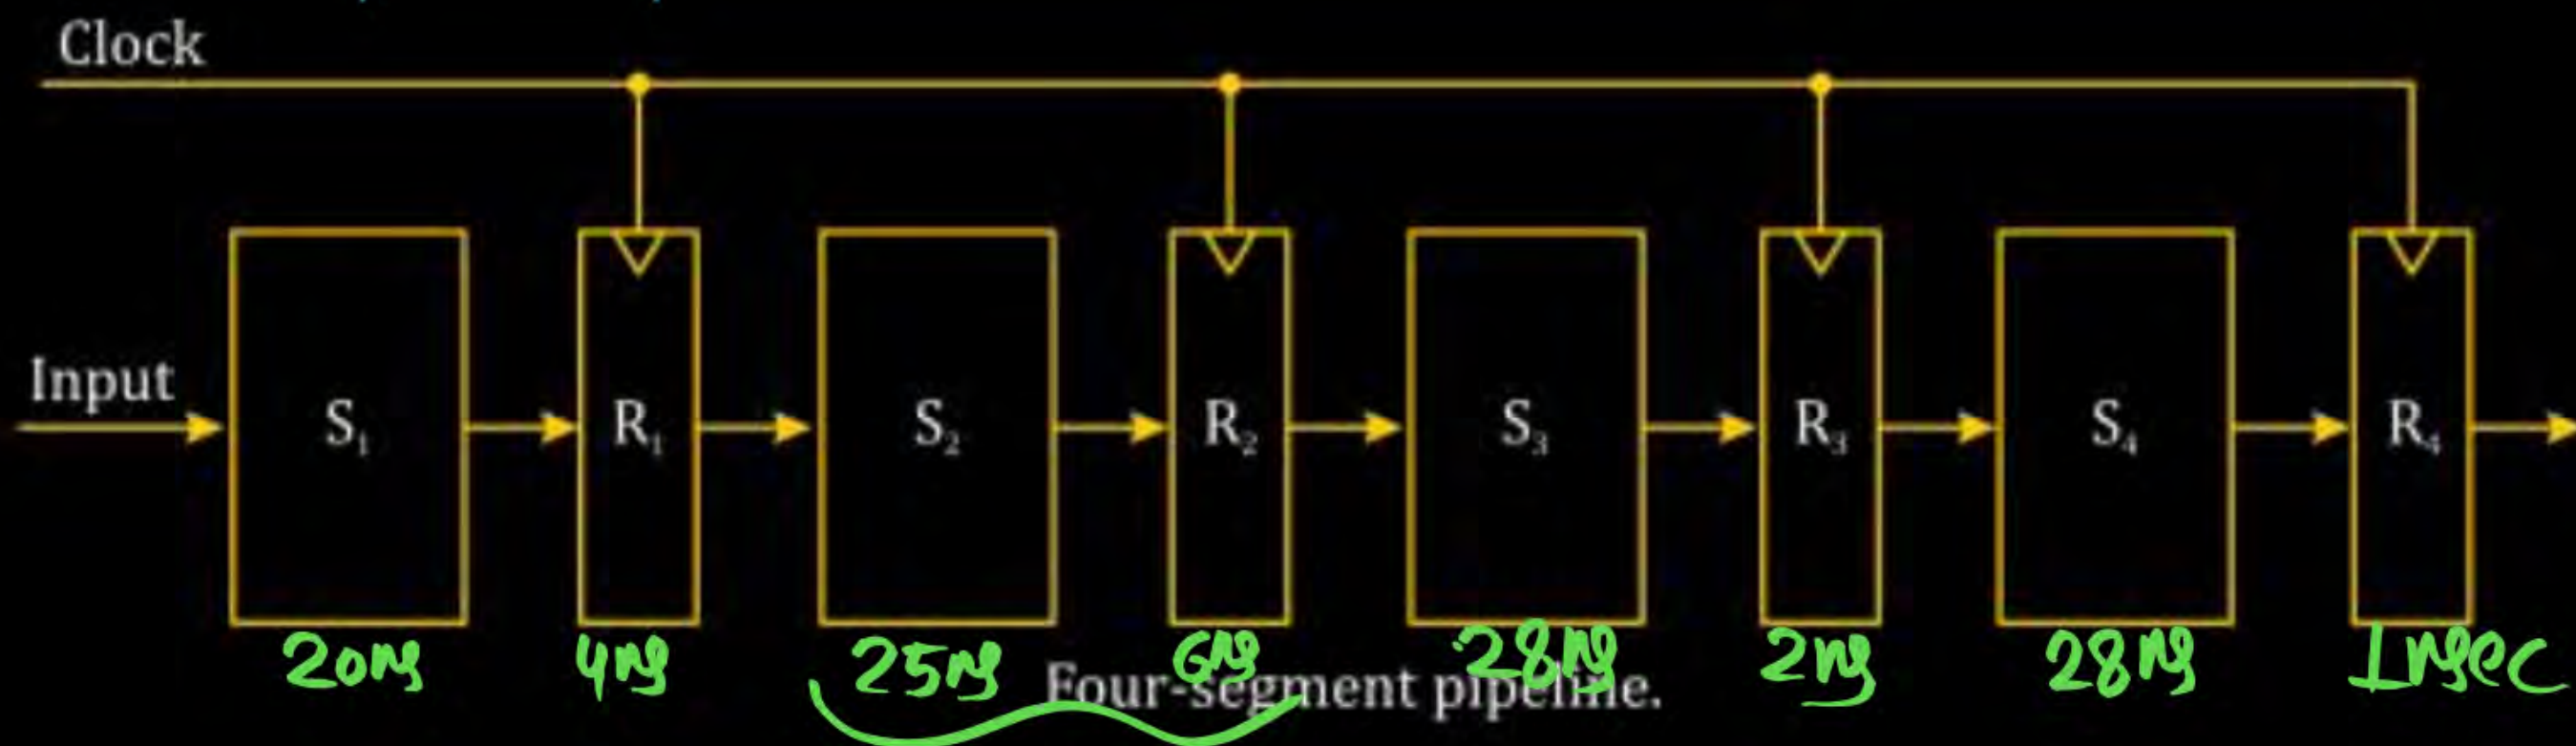 Clock
Input
S₁ R₁ S₂ R₂ S₃ R₃ S₄ R₄
20ns 4ns 25ns 6ns 28ns 2ns 28ns 1nsec
Four-segment pipeline.